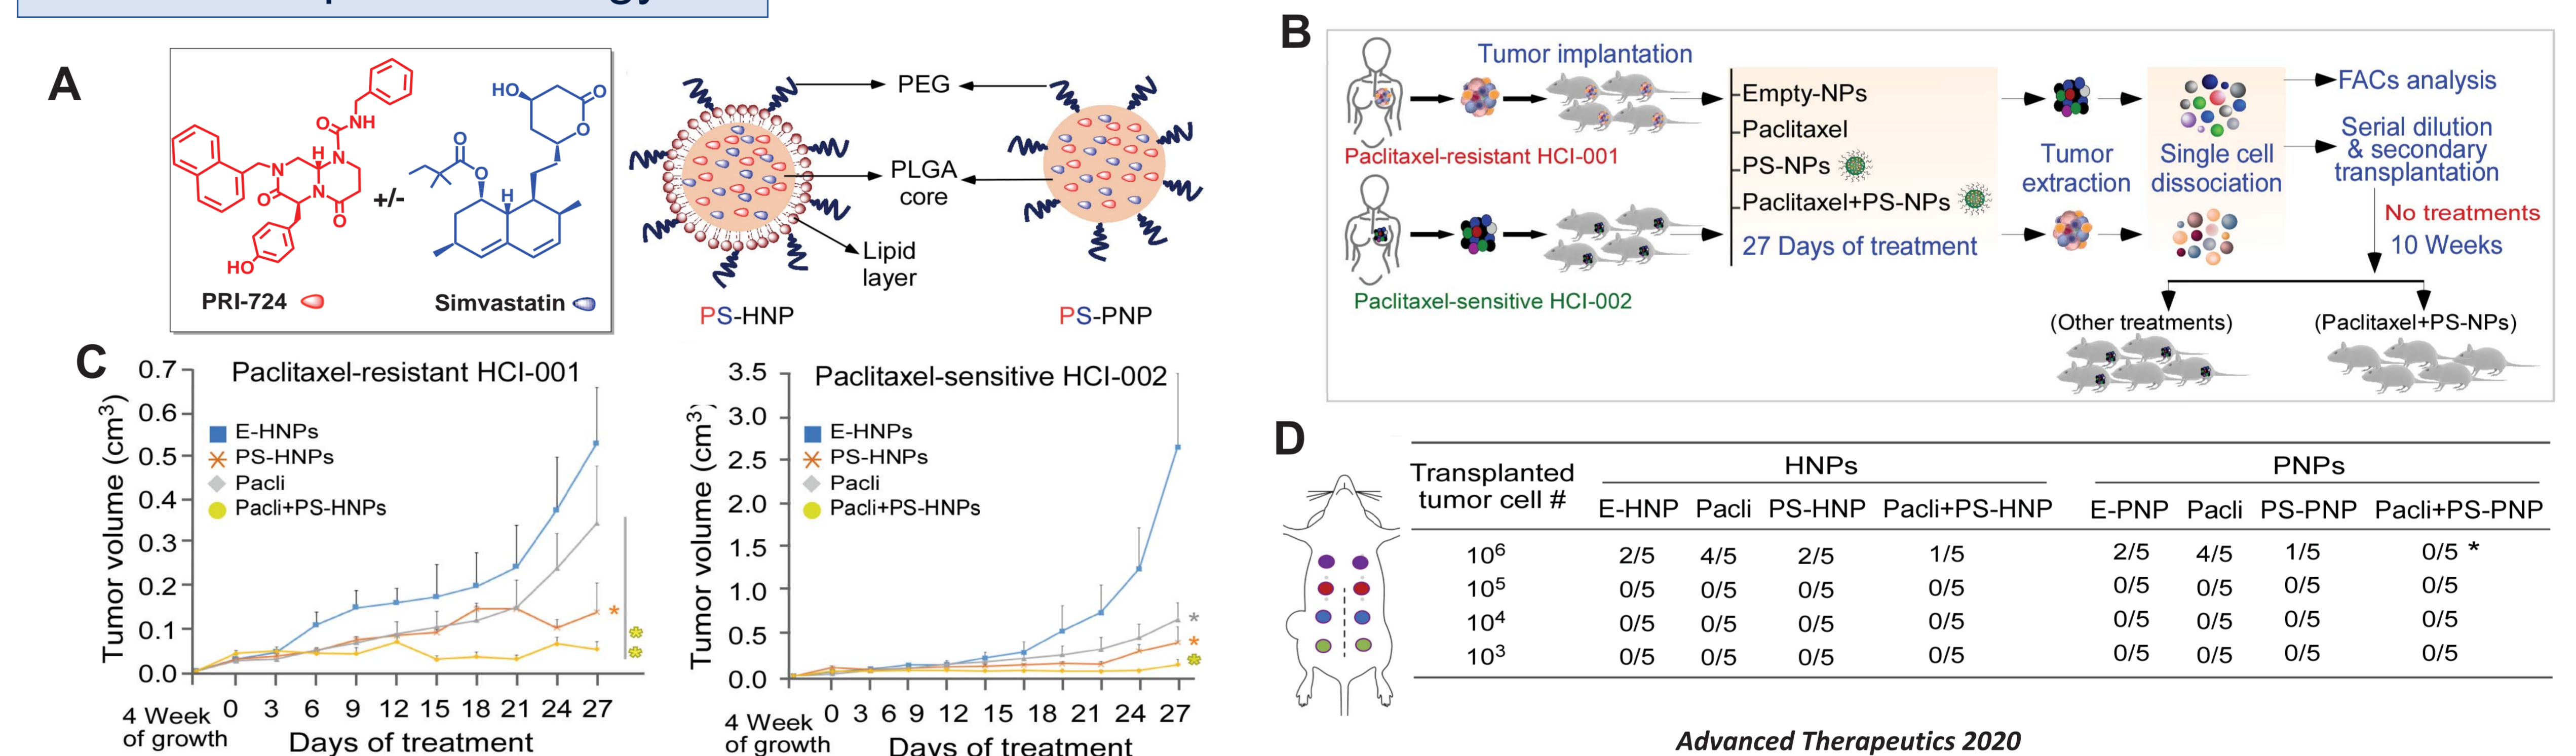 A
HO
O
O
O
O
H
PRI-724
Simvastatin
+/-
O
NH
H
N
N
O
N
O
HO
PEG
PLGA
core
Lipid
layer
PS-HNP
PS-PNP
B
Tumor implantation
Paclitaxel-resistant HCI-001
Paclitaxel-sensitive HCI-002
Empty-NPs
Paclitaxel
PS-NPs
Paclitaxel+PS-NPs
27 Days of treatment
Tumor
extraction
Single cell
dissociation
FACs analysis
Serial dilution
& secondary
transplantation
No treatments
10 Weeks
(Other treatments)
(Paclitaxel+PS-NPs)
C
Paclitaxel-resistant HCI-001
Tumor volume (cm³)
0.7
0.6
0.5
0.4
0.3
0.2
0.1
0.0
E-HNPs
PS-HNPs
Pacli
Pacli+PS-HNPs
*
*
*
4 Week
of growth
0 3 6 9 12 15 18 21 24 27
Days of treatment
Paclitaxel-sensitive HCI-002
Tumor volume (cm³)
3.5
3.0
2.5
2.0
1.5
1.0
0.5
0.0
E-HNPs
PS-HNPs
Pacli
Pacli+PS-HNPs
*
*
*
4 Week
of growth
0 3 6 9 12 15 18 21 24 27
Days of treatment
D
Transplanted
tumor cell #
HNPs PNPs
E-HNP Pacli PS-HNP Pacli+PS-HNP E-PNP Pacli PS-PNP Pacli+PS-PNP
10⁶ 2/5 4/5 2/5 1/5 2/5 4/5 1/5 0/5 *
10⁵ 0/5 0/5 0/5 0/5 0/5 0/5 0/5 0/5
10⁴ 0/5 0/5 0/5 0/5 0/5 0/5 0/5 0/5
10³ 0/5 0/5 0/5 0/5 0/5 0/5 0/5 0/5
Advanced Therapeutics 2020